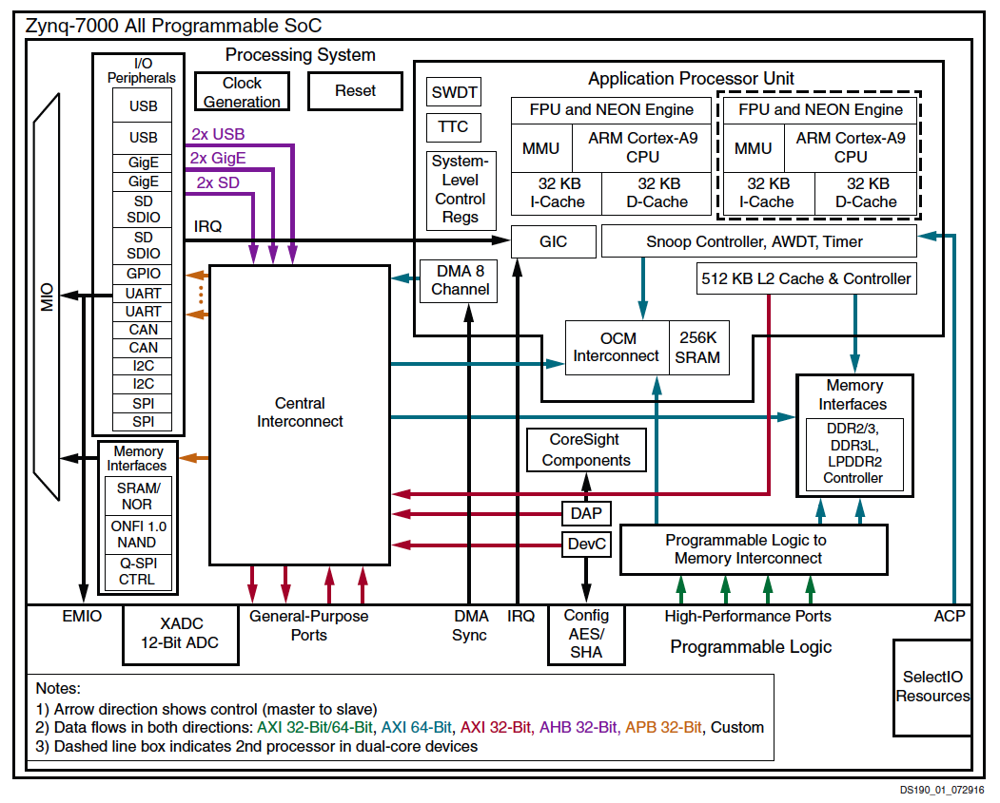 Zynq-7000 All Programmable SoC
Processing System
I/O
Peripherals
USB
USB
GigE
GigE
SD
SDIO
SD
SDIO
GPIO
UART
UART
CAN
CAN
I2C
I2C
SPI
SPI
MIO
Clock
Generation
Reset
2x USB
2x GigE
2x SD
IRQ
Application Processor Unit
SWDT
TTC
System-
Level
Control
Regs
FPU and NEON Engine
MMU
ARM Cortex-A9
CPU
32 KB
I-Cache
32 KB
D-Cache
FPU and NEON Engine
MMU
ARM Cortex-A9
CPU
32 KB
I-Cache
32 KB
D-Cache
GIC
Snoop Controller, AWDT, Timer
DMA 8
Channel
512 KB L2 Cache & Controller
OCM
Interconnect
256K
SRAM
Central
Interconnect
Memory
Interfaces
DDR2/3,
DDR3L,
LPDDR2
Controller
CoreSight
Components
DAP
DevC
Programmable Logic to
Memory Interconnect
Memory
Interfaces
SRAM/
NOR
ONFI 1.0
NAND
Q-SPI
CTRL
EMIO
XADC
12-Bit ADC
General-Purpose
Ports
DMA
Sync
IRQ
Config
AES/
SHA
High-Performance Ports
ACP
Programmable Logic
SelectIO
Resources
Notes:
1) Arrow direction shows control (master to slave)
2) Data flows in both directions: AXI 32-Bit/64-Bit, AXI 64-Bit, AXI 32-Bit, AHB 32-Bit, APB 32-Bit, Custom
3) Dashed line box indicates 2nd processor in dual-core devices
DS190_01_072916